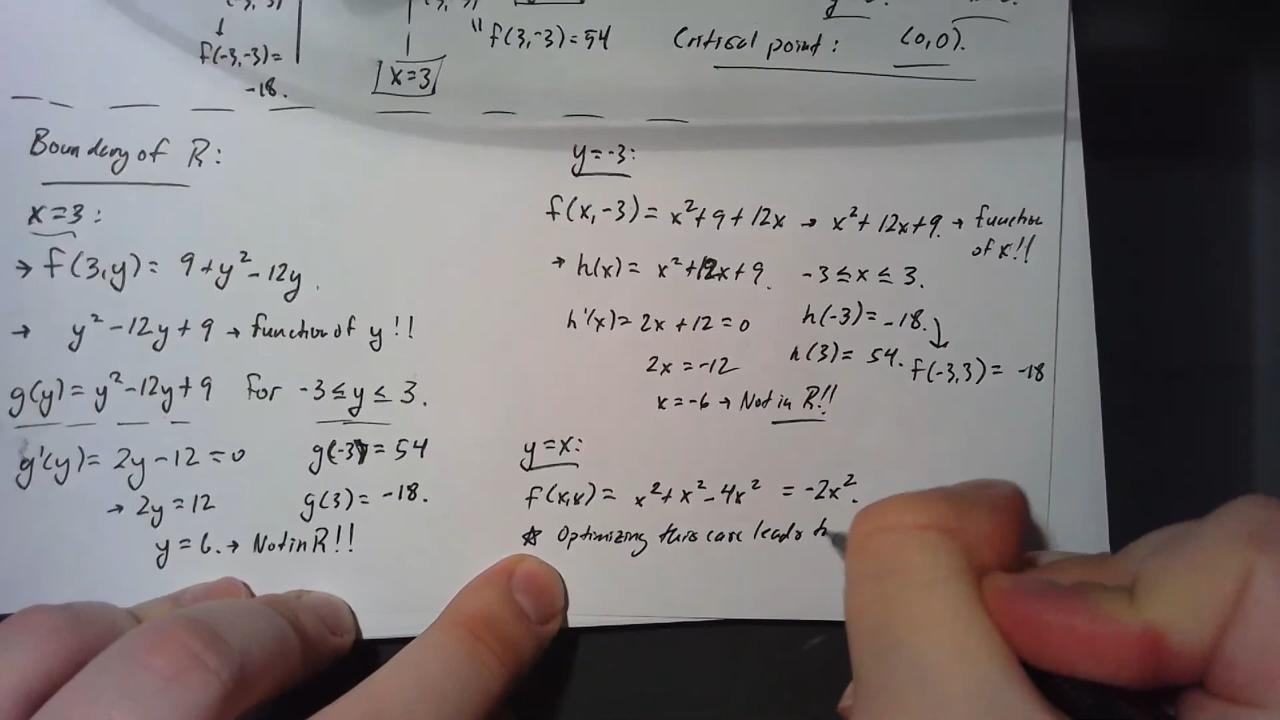 f(-3,-3)=
-18.
x=3
" f(3,-3)=54
Critical point: (0,0).
Boundary of R:
x=3:
→ f(3,y)= 9+y²-12y.
→ y²-12y+9 → function of y!!
g(y)= y²-12y+9 for -3≤y≤3.
g'(y)= 2y-12=0
→ 2y=12
y=6. → Not in R!!
g(-3)=54
g(3)=-18.
y=-3:
f(x,-3)= x²+9+12x → x²+12x+9. → function
of x!!
→ h(x)= x²+12x+9. -3≤x≤3.
h'(x)=2x+12=0
2x=-12
x=-6 → Not in R!!
h(-3)=-18.
h(3)= 54.
f(-3,3)= -18
y=x:
f(x,x)= x²+x²-4x² = -2x².
☆ Optimizing this case leads